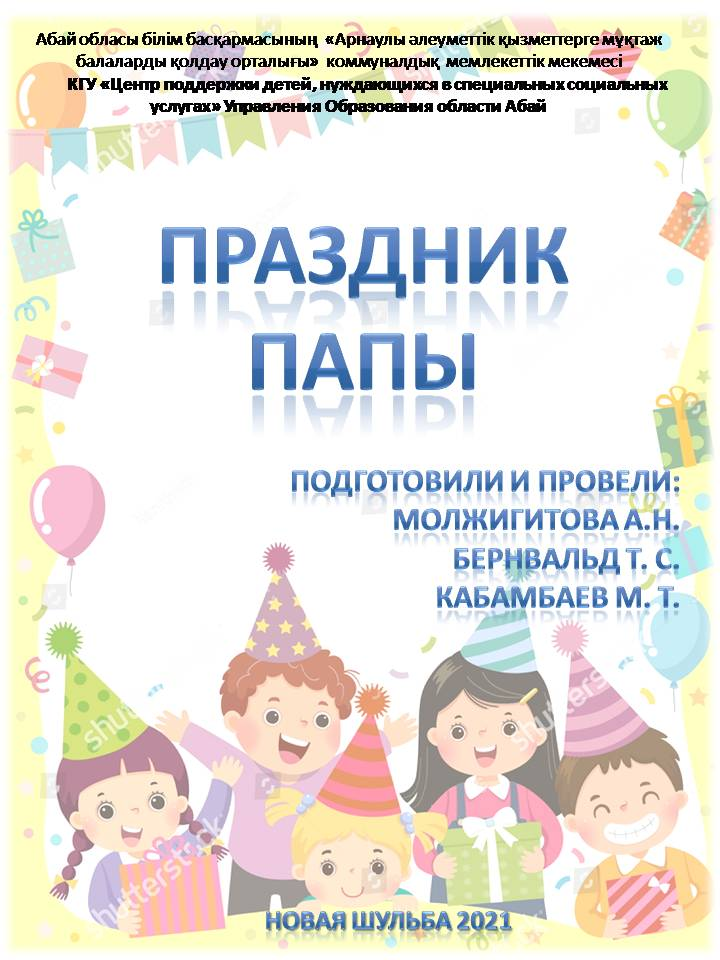 Абай обласы білім басқармасының «Арнаулы әлеуметтік қызметтерге мұқтаж
балаларды қолдау орталығы» коммуналдық мемлекеттік мекемесі
КГУ «Центр поддержки детей, нуждающихся в специальных социальных
услугах» Управления Образования области Абай
ПРАЗДНИК
ПАПЫ
ПОДГОТОВИЛИ И ПРОВЕЛИ:
МОЛЖИГИТОВА А.Н.
БЕРНВАЛЬД Т. С.
КАБАМБАЕВ М. Т.
shutterstock
НОВАЯ ШУЛЬБА 2021